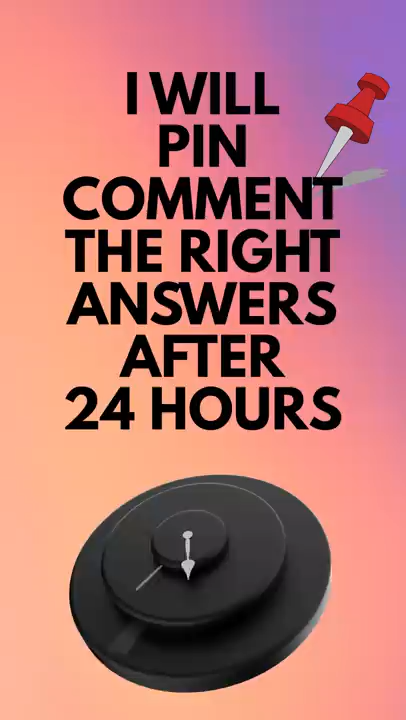 I WILL
PIN
COMMENT
THE RIGHT
ANSWERS
AFTER
24 HOURS